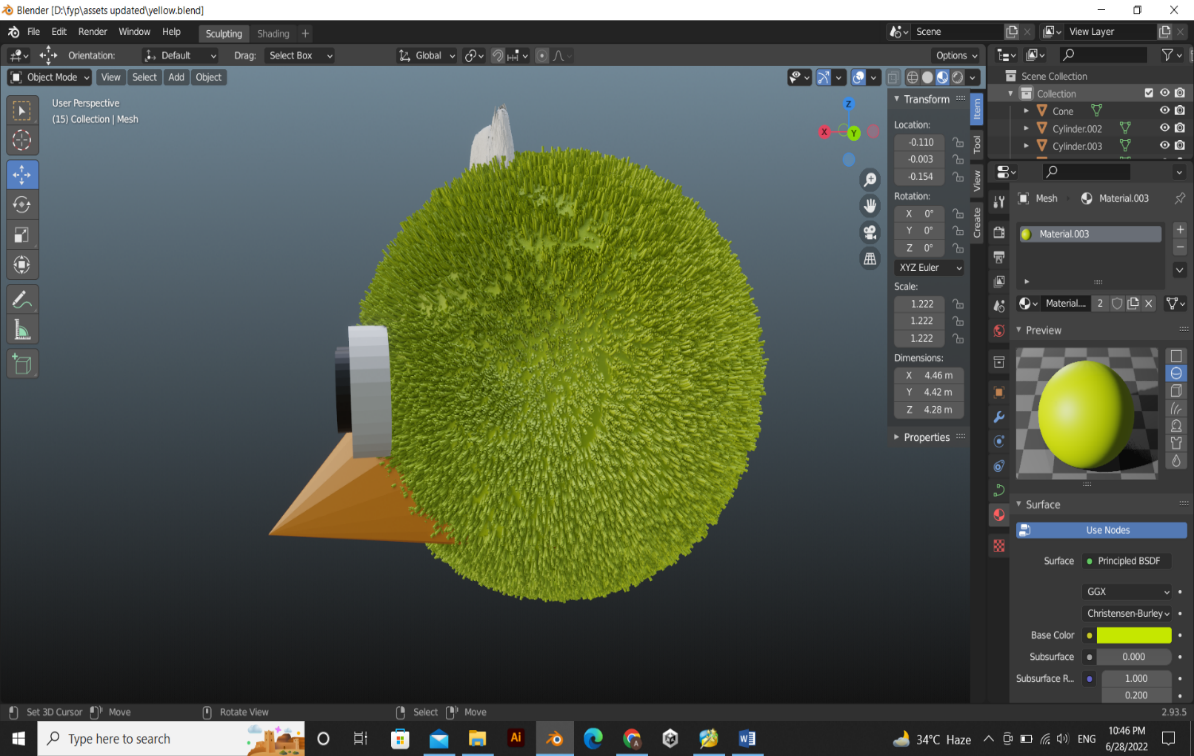 Blender [D:\fyp\assets updated\yellow.blend]
File Edit Render Window Help Sculpting Shading + Scene View Layer
Orientation: Default Drag: Select Box Global Options
Object Mode View Select Add Object
User Perspective
(15) Collection | Mesh
Z
X
Y
Transform
Location:
-0.110
-0.003
-0.154
Rotation:
X 0°
Y 0°
Z 0°
XYZ Euler
Scale:
1.222
1.222
1.222
Dimensions:
X 4.46 m
Y 4.42 m
Z 4.28 m
Properties
Item
Tool
View
Create
Scene Collection
Collection
Cone
Cylinder.002
Cylinder.003
Mesh Material.003
Material.003
Material... 2
Preview
Surface
Use Nodes
Surface Principled BSDF
GGX
Christensen-Burley
Base Color
Subsurface 0.000
Subsurface R... 1.000
0.200
Set 3D Cursor Move Rotate View Select Move 2.93.5
Type here to search
Ai
34°C Haze ENG
10:46 PM
6/28/2022